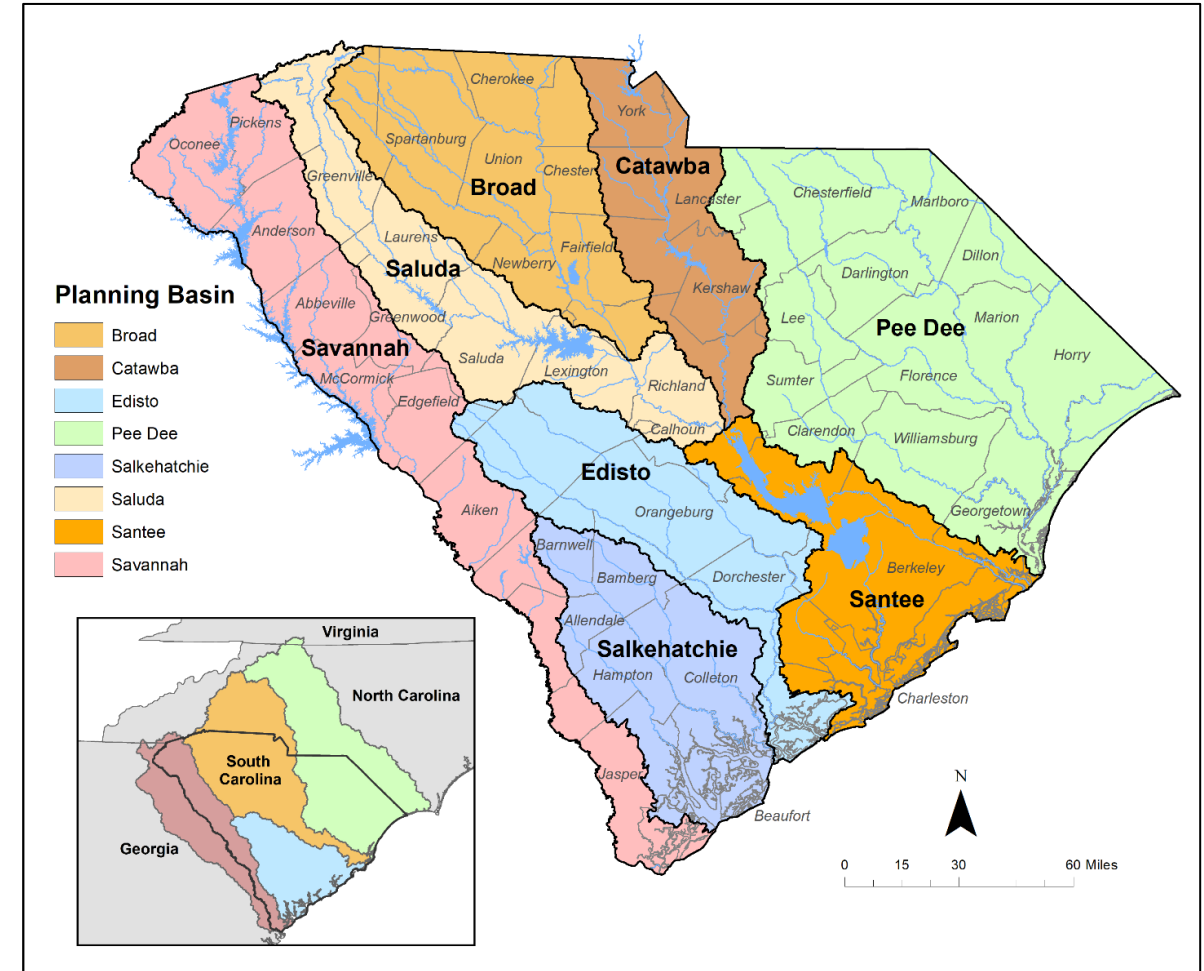 Planning Basin
Broad
Catawba
Edisto
Pee Dee
Salkehatchie
Saluda
Santee
Savannah
Cherokee
York
Pickens
Oconee
Spartanburg
Union
Chester
Catawba
Broad
Greenville
Lancaster
Chesterfield
Marlboro
Anderson
Laurens
Fairfield
Dillon
Saluda
Newberry
Darlington
Kershaw
Abbeville
Greenwood
Lee
Marion
Pee Dee
Savannah
Saluda
Horry
McCormick
Lexington
Richland
Sumter
Florence
Edgefield
Calhoun
Clarendon
Williamsburg
Edisto
Aiken
Orangeburg
Georgetown
Barnwell
Bamberg
Dorchester
Berkeley
Santee
Allendale
Salkehatchie
Hampton
Colleton
Charleston
Jasper
Beaufort
Virginia
North Carolina
South
Carolina
Georgia
N
0 15 30 60 Miles